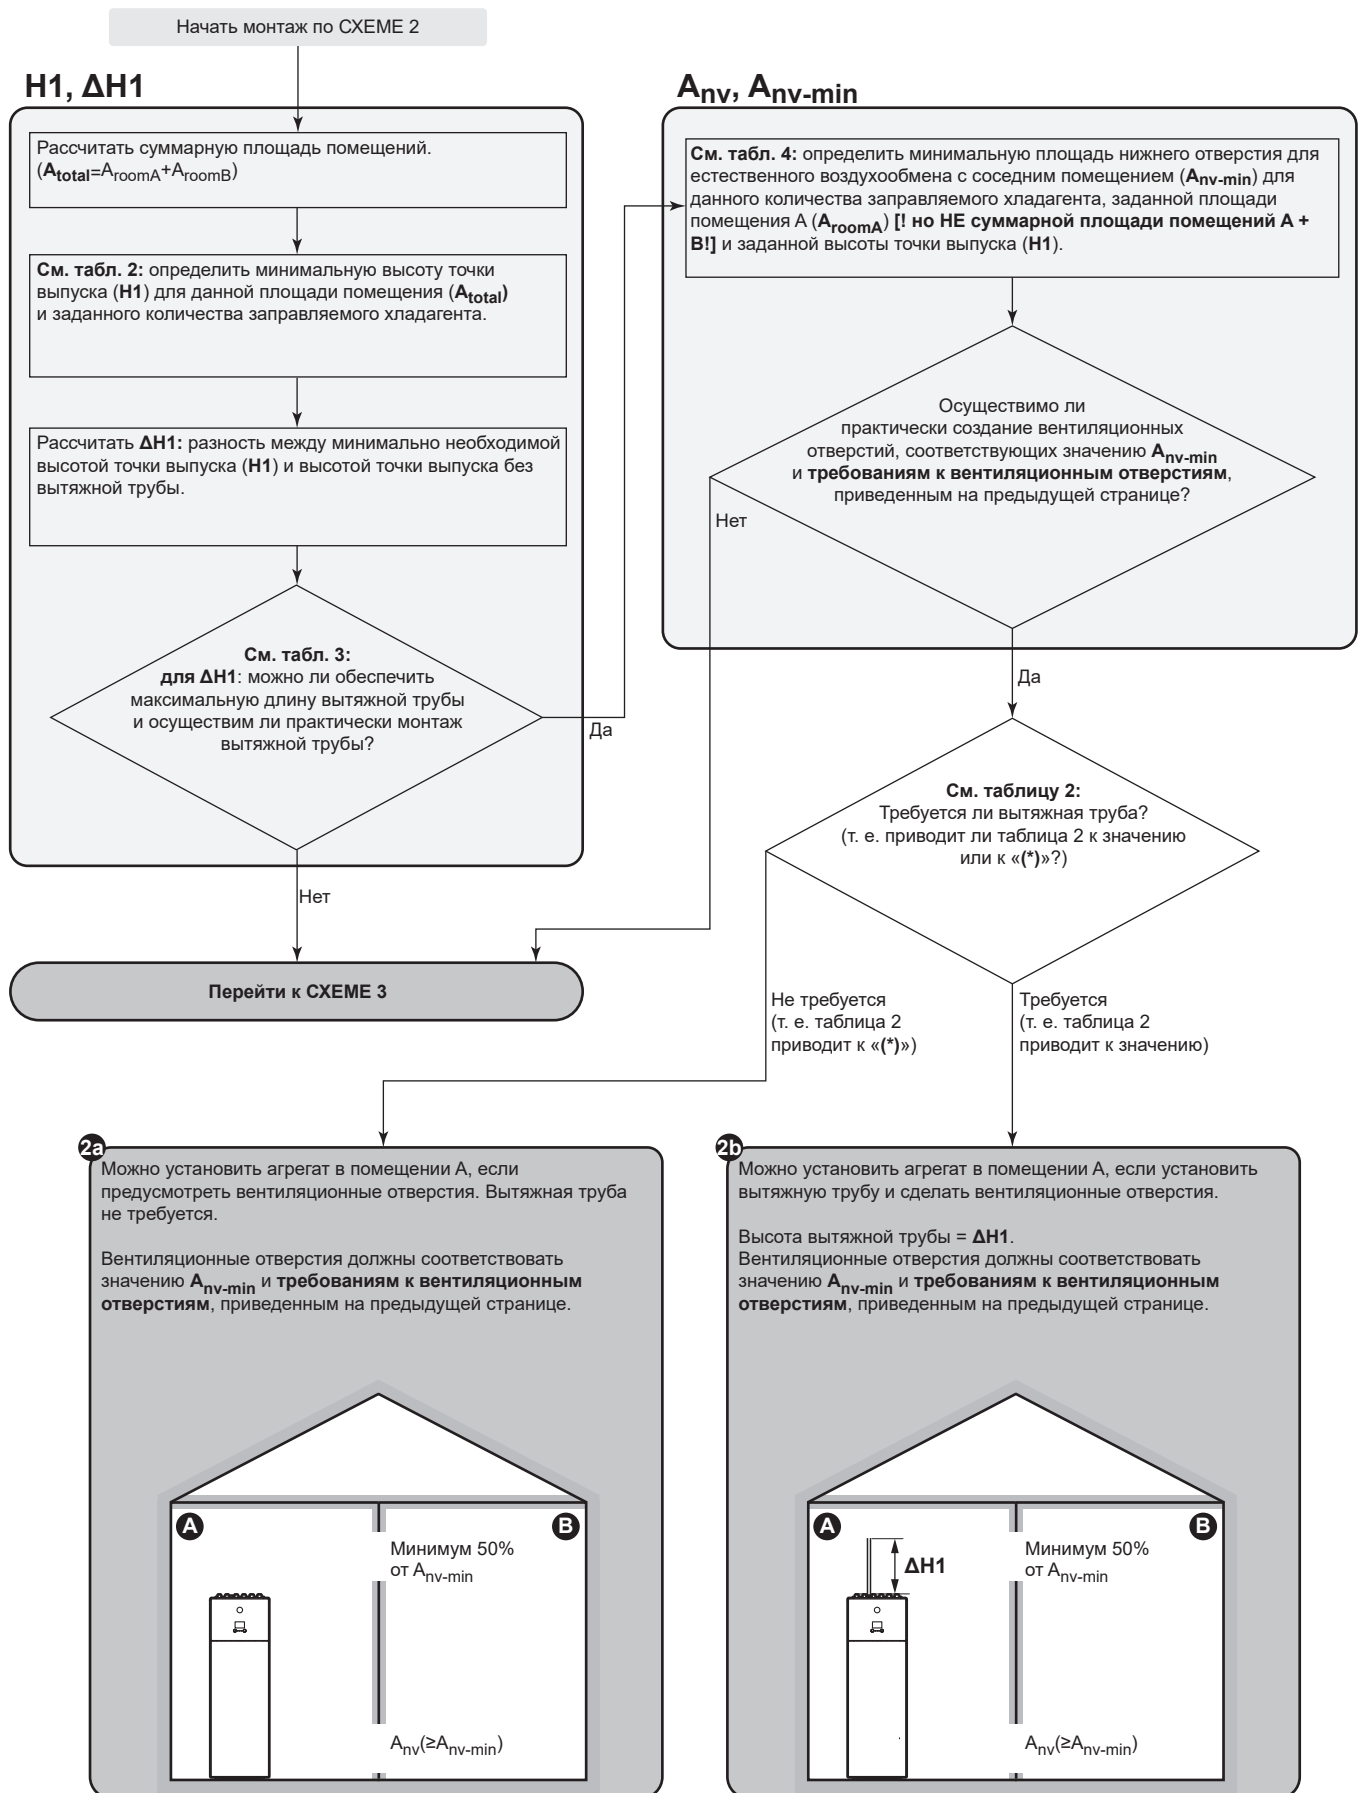 Начать монтаж по СХЕМЕ 2
H1, ΔH1
Рассчитать суммарную площадь помещений.
(Atotal=AroomA+AroomB)
См. табл. 2: определить минимальную высоту точки
выпуска (H1) для данной площади помещения (Atotal)
и заданного количества заправляемого хладагента.
Рассчитать ΔH1: разность между минимально необходимой
высотой точки выпуска (H1) и высотой точки выпуска без
вытяжной трубы.
См. табл. 3:
для ΔH1: можно ли обеспечить
максимальную длину вытяжной трубы
и осуществим ли практически монтаж
вытяжной трубы?
Да
Нет
Перейти к СХЕМЕ 3
Anv, Anv-min
См. табл. 4: определить минимальную площадь нижнего отверстия для
естественного воздухообмена с соседним помещением (Anv-min) для
данного количества заправляемого хладагента, заданной площади
помещения A (AroomA) [! но НЕ суммарной площади помещений A +
B!] и заданной высоты точки выпуска (H1).
Осуществимо ли
практически создание вентиляционных
отверстий, соответствующих значению Anv-min
и требованиям к вентиляционным отверстиям,
приведенным на предыдущей странице?
Нет
Да
См. таблицу 2:
Требуется ли вытяжная труба?
(т. е. приводит ли таблица 2 к значению
или к «(*)»?)
Не требуется
(т. е. таблица 2
приводит к «(*)»)
Требуется
(т. е. таблица 2
приводит к значению)
2a
Можно установить агрегат в помещении A, если
предусмотреть вентиляционные отверстия. Вытяжная труба
не требуется.
Вентиляционные отверстия должны соответствовать
значению Anv-min и требованиям к вентиляционным
отверстиям, приведенным на предыдущей странице.
A
B
Минимум 50%
от Anv-min
Anv(≥Anv-min)
2b
Можно установить агрегат в помещении A, если установить
вытяжную трубу и сделать вентиляционные отверстия.
Высота вытяжной трубы = ΔH1.
Вентиляционные отверстия должны соответствовать
значению Anv-min и требованиям к вентиляционным
отверстиям, приведенным на предыдущей странице.
A
B
ΔH1
Минимум 50%
от Anv-min
Anv(≥Anv-min)